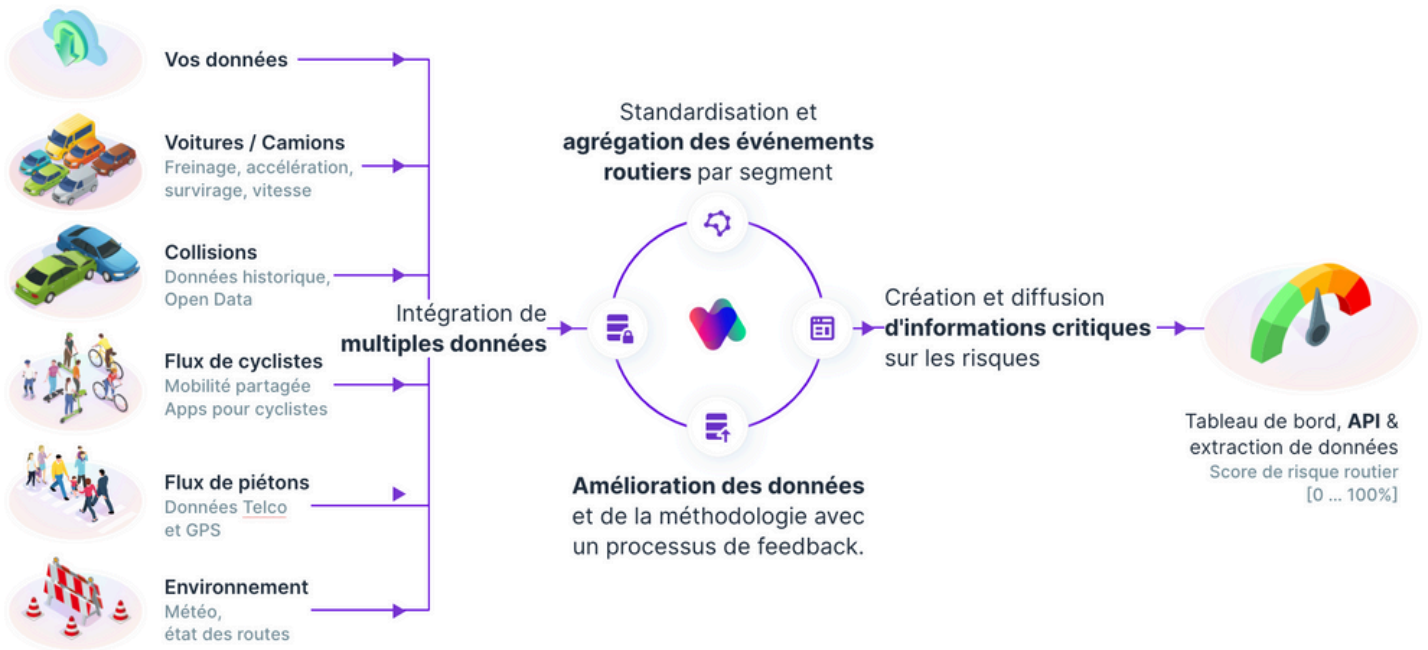 Vos données
Voitures / Camions
Freinage, accélération,
survirage, vitesse
Collisions
Données historique,
Open Data
Flux de cyclistes
Mobilité partagée
Apps pour cyclistes
Flux de piétons
Données Telco
et GPS
Environnement
Météo,
état des routes
Intégration de
multiples données
Standardisation et
agrégation des événements
routiers par segment
Amélioration des données
et de la méthodologie avec
un processus de feedback.
Création et diffusion
d'informations critiques
sur les risques
Tableau de bord, API &
extraction de données
Score de risque routier
[0 ... 100%]